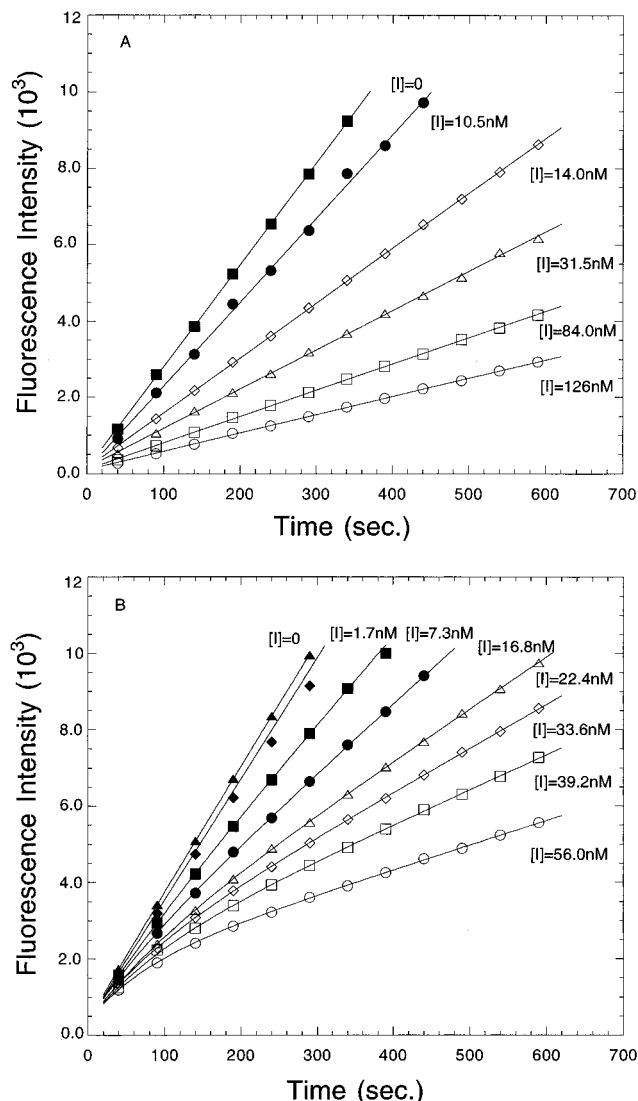 12
A
[I]=0
10
[I]=10.5nM
8.0
[I]=14.0nM
6.0
[I]=31.5nM
4.0
[I]=84.0nM
2.0
[I]=126nM
0.0
Fluorescence Intensity (10³)
0 100 200 300 400 500 600 700
Time (sec.)
12
B
[I]=0
[I]=1.7nM
[I]=7.3nM
[I]=16.8nM
10
[I]=22.4nM
8.0
[I]=33.6nM
[I]=39.2nM
6.0
[I]=56.0nM
4.0
2.0
0.0
Fluorescence Intensity (10³)
0 100 200 300 400 500 600 700
Time (sec.)